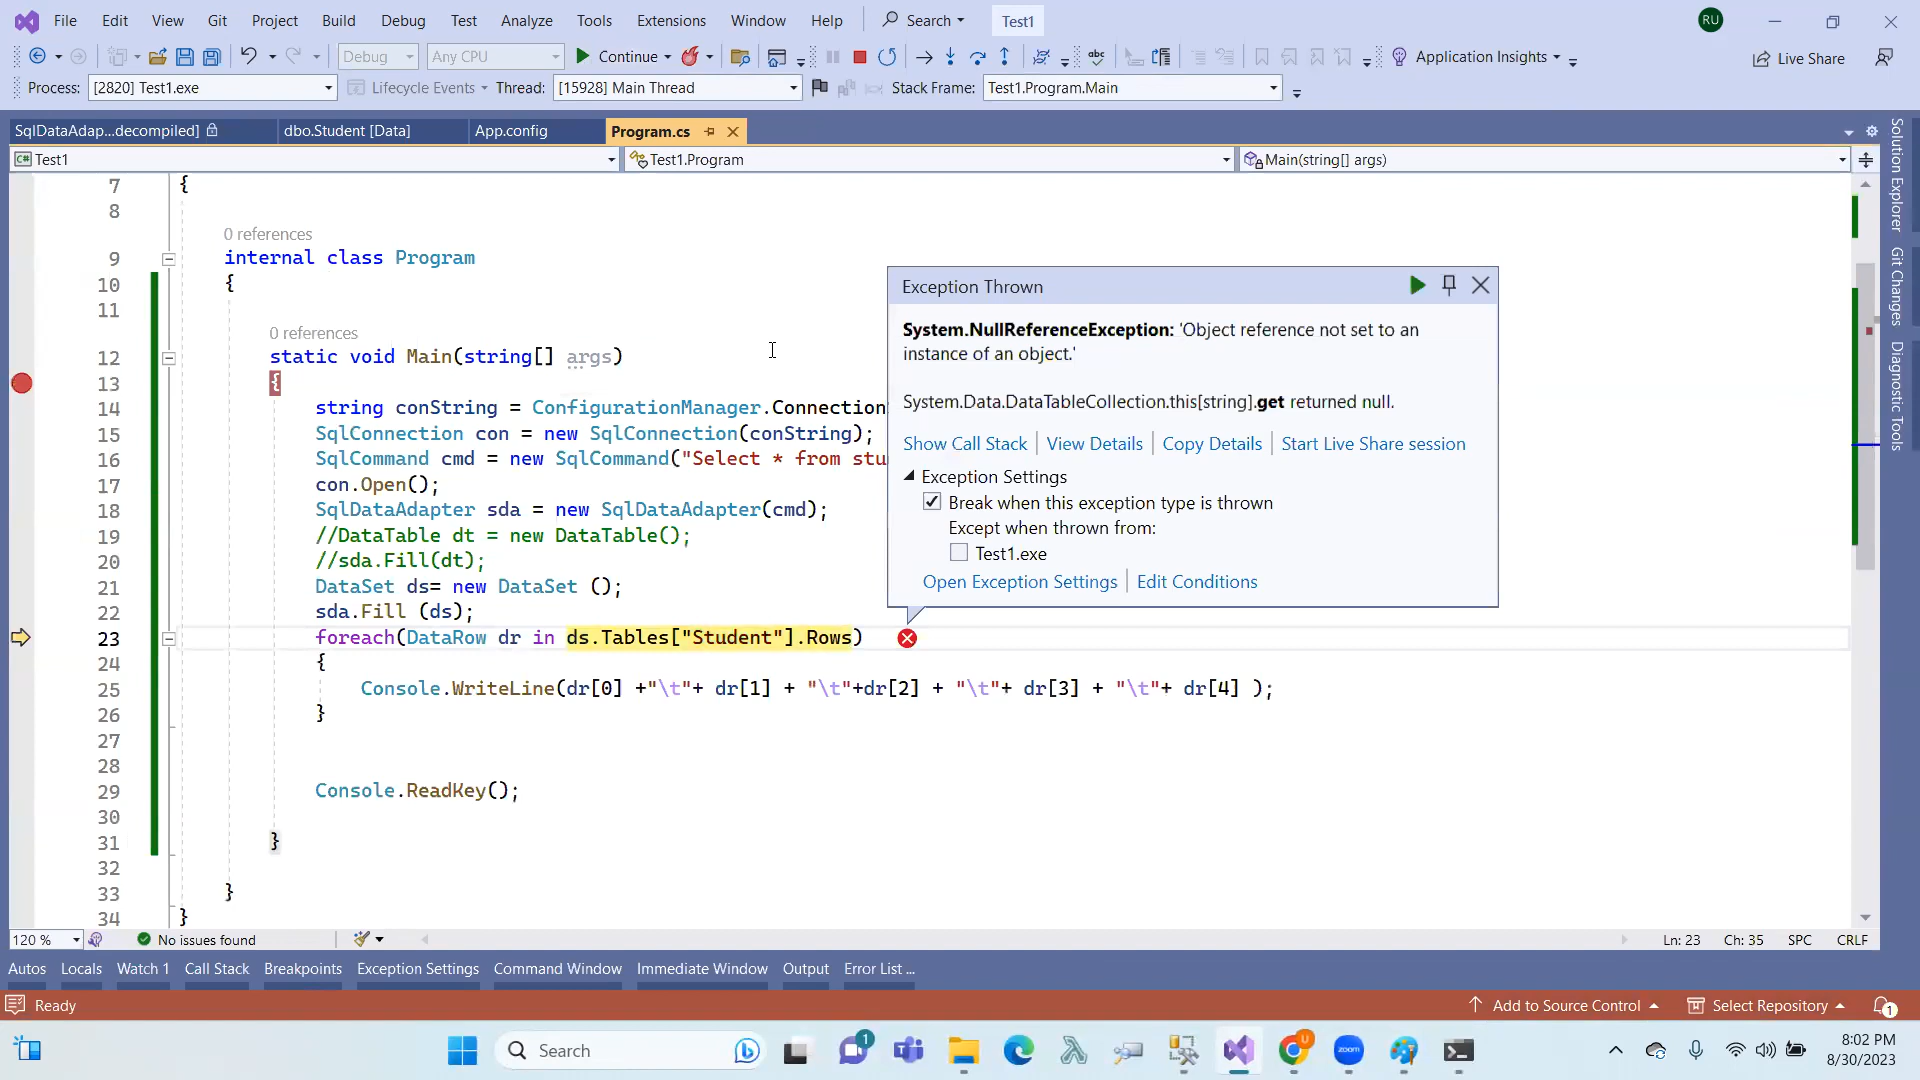 File Edit View Git Project Build Debug Test Analyze Tools Extensions Window Help Search Test1 RU
Debug Any CPU Continue Application Insights Live Share
Process: [2820] Test1.exe Lifecycle Events Thread: [15928] Main Thread Stack Frame: Test1.Program.Main
SqlDataAdap...decompiled] dbo.Student [Data] App.config Program.cs
C# Test1 Test1.Program Main(string[] args)
Solution Explorer
Git Changes
Diagnostic Tools
7 {
8
0 references
9 internal class Program
10 {
11
0 references
12 static void Main(string[] args)
13 {
14 string conString = ConfigurationManager.Connection
15 SqlConnection con = new SqlConnection(conString);
16 SqlCommand cmd = new SqlCommand("Select * from stu
17 con.Open();
18 SqlDataAdapter sda = new SqlDataAdapter(cmd);
19 //DataTable dt = new DataTable();
20 //sda.Fill(dt);
21 DataSet ds= new DataSet ();
22 sda.Fill (ds);
23 foreach(DataRow dr in ds.Tables["Student"].Rows)
24 {
25 Console.WriteLine(dr[0] +"\t"+ dr[1] + "\t"+dr[2] + "\t"+ dr[3] + "\t"+ dr[4] );
26 }
27
28
29 Console.ReadKey();
30
31 }
32
33 }
34 }
Exception Thrown
System.NullReferenceException: 'Object reference not set to an
instance of an object.'
System.Data.DataTableCollection.this[string].get returned null.
Show Call Stack View Details Copy Details Start Live Share session
Exception Settings
Break when this exception type is thrown
Except when thrown from:
Test1.exe
Open Exception Settings Edit Conditions
120 % No issues found Ln: 23 Ch: 35 SPC CRLF
Autos Locals Watch 1 Call Stack Breakpoints Exception Settings Command Window Immediate Window Output Error List ...
Ready Add to Source Control Select Repository 1
Search 1 zoom U 8:02 PM
8/30/2023